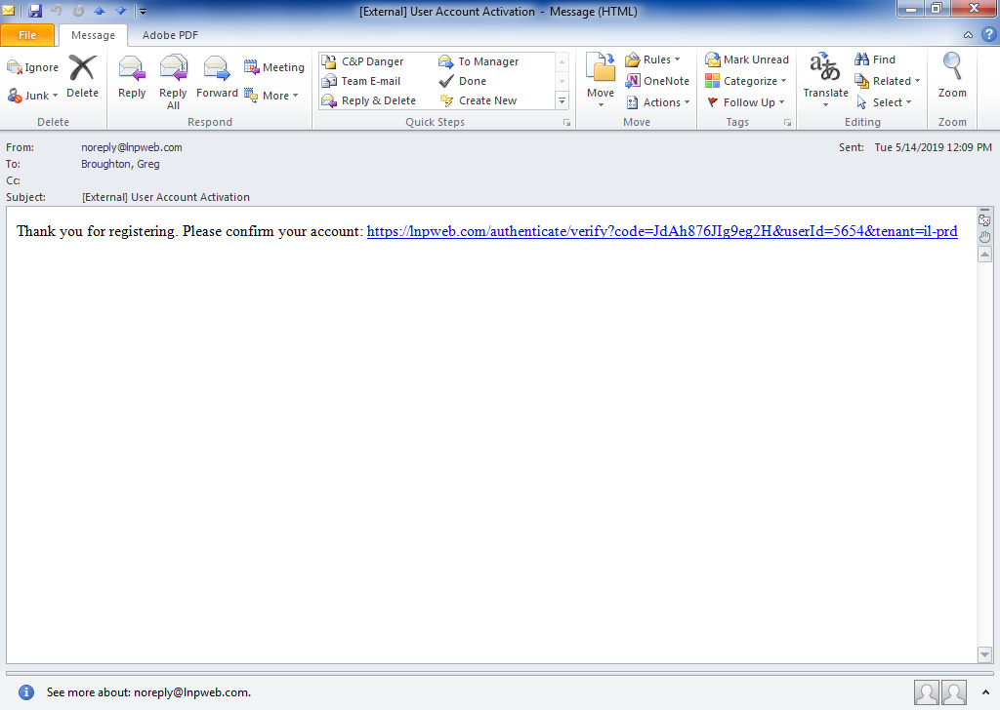 [External] User Account Activation - Message (HTML)
File Message Adobe PDF
Ignore
Junk
Delete
Delete
Reply
Reply All
Forward
Meeting
More
Respond
C&P Danger To Manager
Team E-mail Done
Reply & Delete Create New
Quick Steps
Move
Rules
OneNote
Actions
Move
Mark Unread
Categorize
Follow Up
Tags
Translate
Find
Related
Select
Editing
Zoom
Zoom
From: noreply@lnpweb.com Sent: Tue 5/14/2019 12:09 PM
To: Broughton, Greg
Cc:
Subject: [External] User Account Activation
Thank you for registering. Please confirm your account: https://lnpweb.com/authenticate/verify?code=JdAh876JIg9eg2H&userId=5654&tenant=il-prd
See more about: noreply@lnpweb.com.